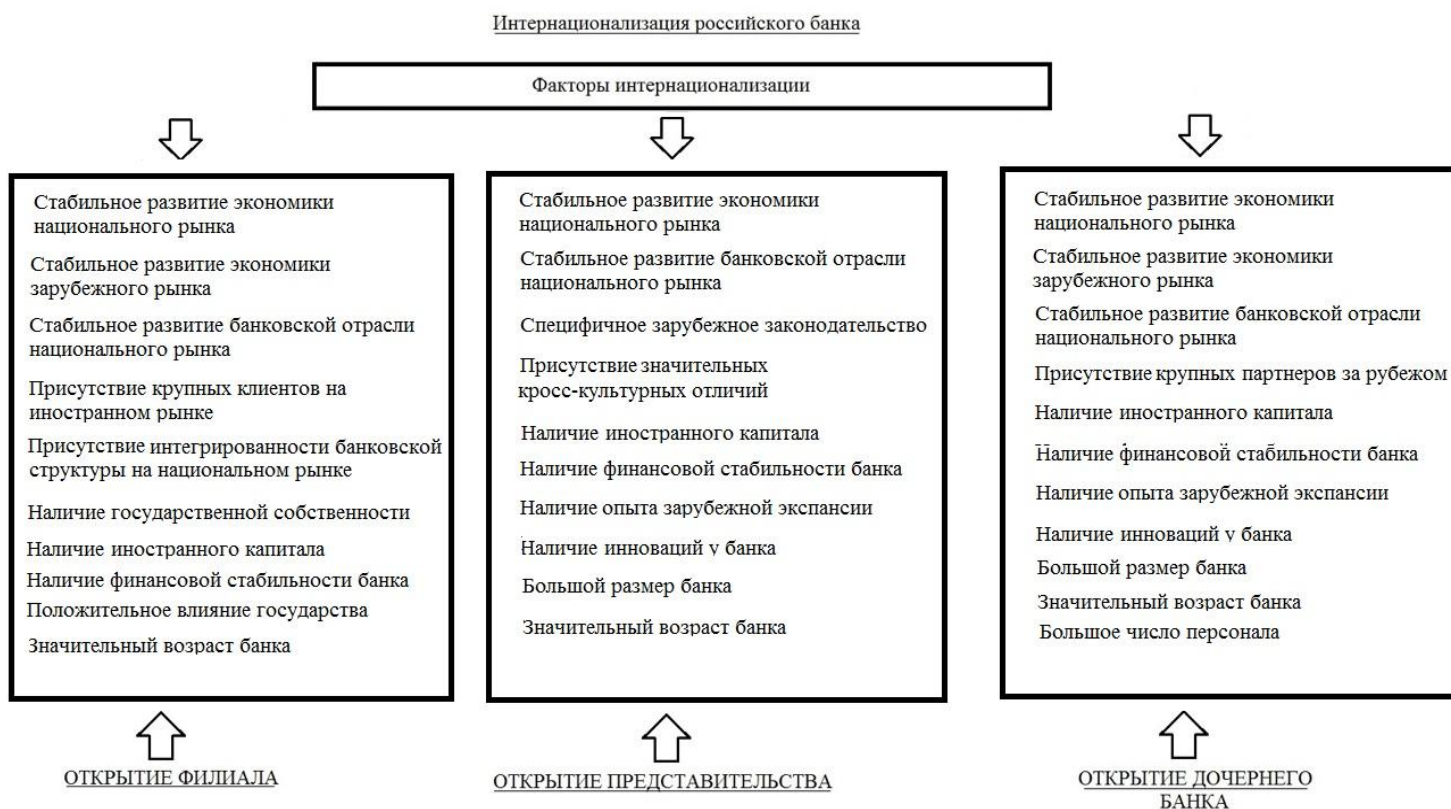 Интернационализация российского банка
Факторы интернационализации
Стабильное развитие экономики
национального рынка
Стабильное развитие экономики
зарубежного рынка
Стабильное развитие банковской отрасли
национального рынка
Присутствие крупных клиентов на
иностранном рынке
Присутствие интегрированности банковской
структуры на национальном рынке
Наличие государственной собственности
Наличие иностранного капитала
Наличие финансовой стабильности банка
Положительное влияние государства
Значительный возраст банка
ОТКРЫТИЕ ФИЛИАЛА
Стабильное развитие экономики
национального рынка
Стабильное развитие банковской отрасли
национального рынка
Специфичное зарубежное законодательство
Присутствие значительных
кросс-культурных отличий
Наличие иностранного капитала
Наличие финансовой стабильности банка
Наличие опыта зарубежной экспансии
Наличие инноваций у банка
Большой размер банка
Значительный возраст банка
ОТКРЫТИЕ ПРЕДСТАВИТЕЛЬСТВА
Стабильное развитие экономики
национального рынка
Стабильное развитие экономики
зарубежного рынка
Стабильное развитие банковской отрасли
национального рынка
Присутствие крупных партнеров за рубежом
Наличие иностранного капитала
Наличие финансовой стабильности банка
Наличие опыта зарубежной экспансии
Наличие инноваций у банка
Большой размер банка
Значительный возраст банка
Большое число персонала
ОТКРЫТИЕ ДОЧЕРНЕГО
БАНКА